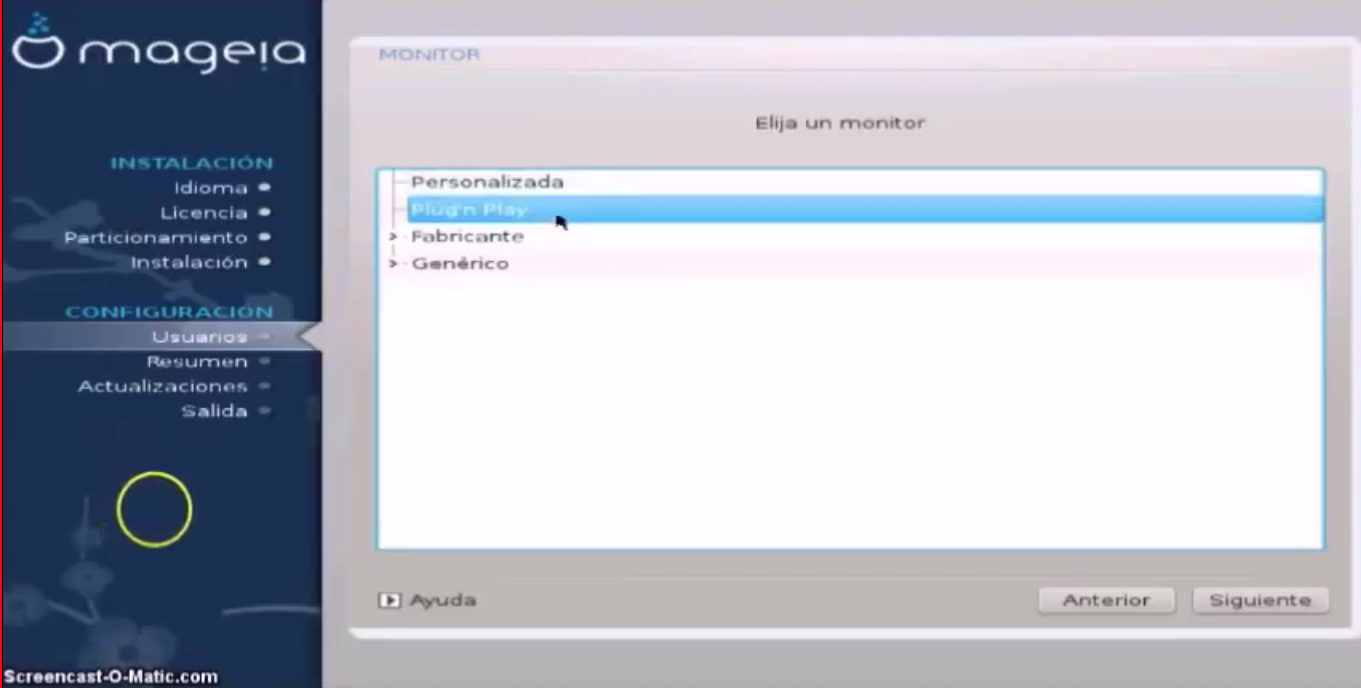 mageia
INSTALACIÓN
Idioma
Licencia
Particionamiento
Instalación
CONFIGURACIÓN
Usuarios
Resumen
Actualizaciones
Salida
MONITOR
Elija un monitor
Personalizada
Plug'n Play
Fabricante
Genérico
Ayuda
Anterior
Siguiente
Screencast-O-Matic.com